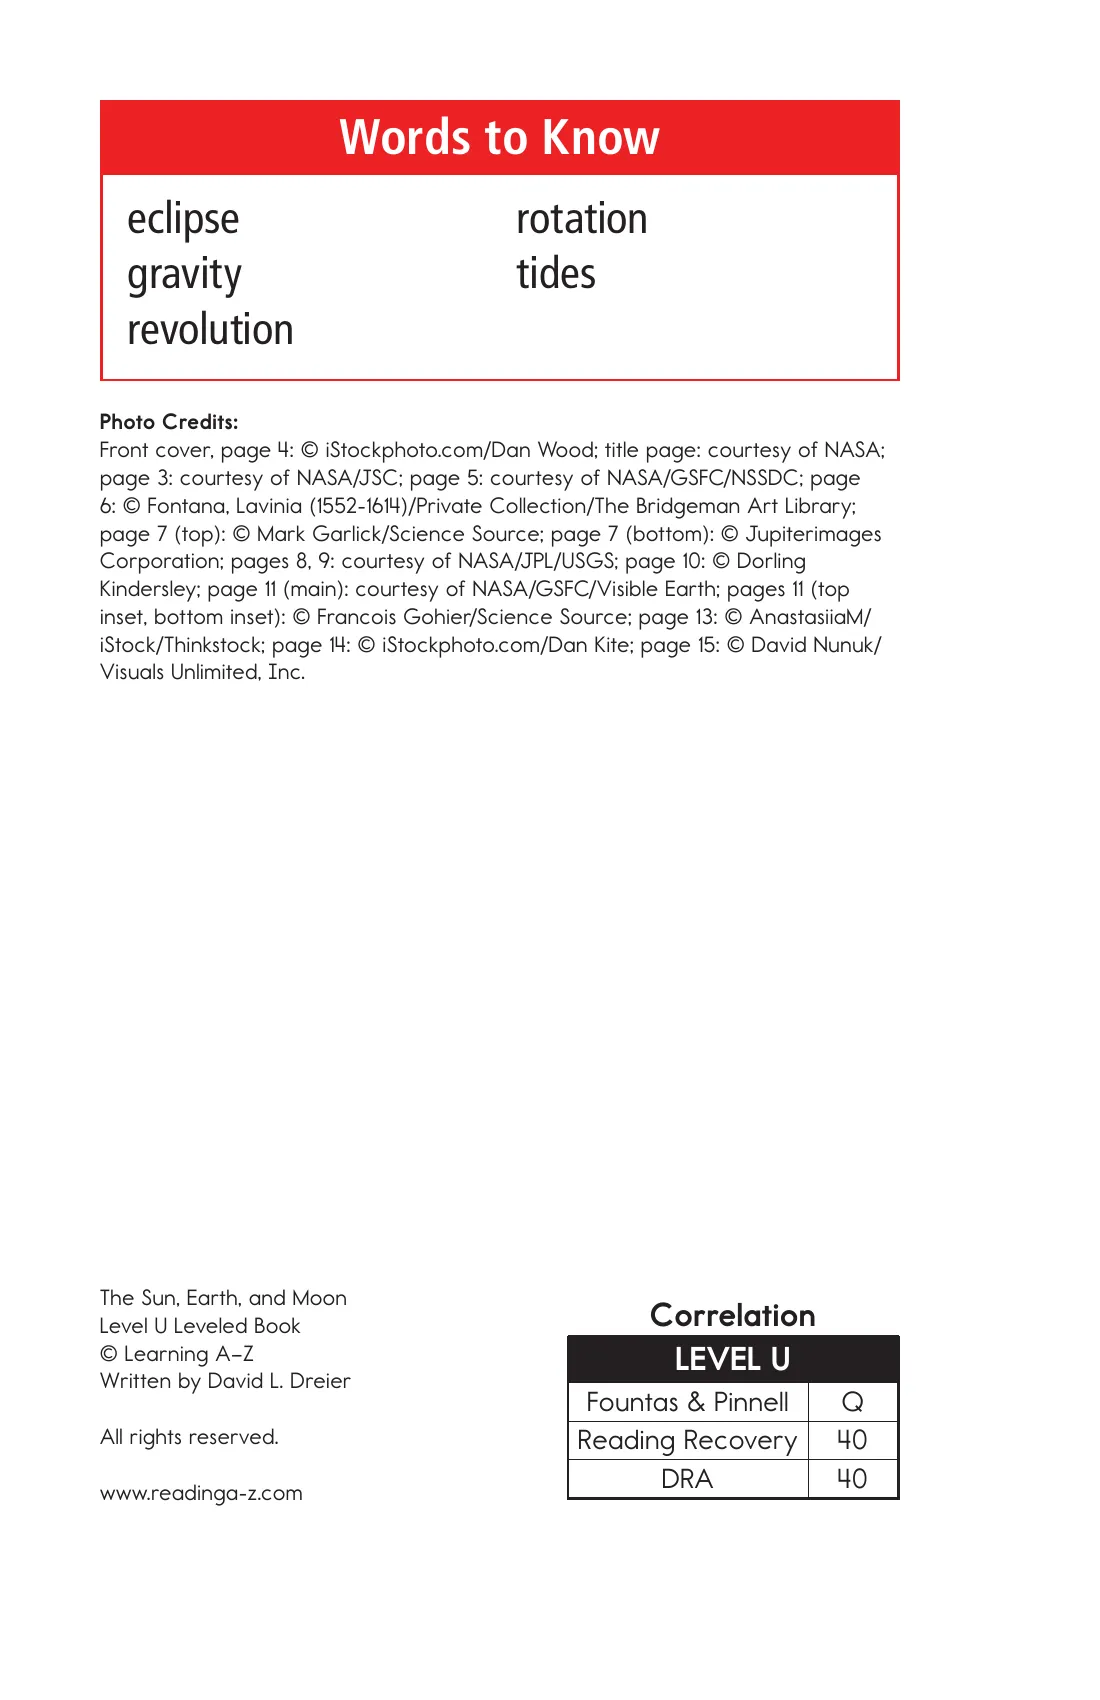 Words to Know
eclipse
gravity
revolution
rotation
tides
Photo Credits:
Front cover, page 4: © iStockphoto.com/Dan Wood; title page: courtesy of NASA;
page 3: courtesy of NASA/JSC; page 5: courtesy of NASA/GSFC/NSSDC; page
6: © Fontana, Lavinia (1552-1614)/Private Collection/The Bridgeman Art Library;
page 7 (top): © Mark Garlick/Science Source; page 7 (bottom): © Jupiterimages
Corporation; pages 8, 9: courtesy of NASA/JPL/USGS; page 10: © Dorling
Kindersley; page 11 (main): courtesy of NASA/GSFC/Visible Earth; pages 11 (top
inset, bottom inset): © Francois Gohier/Science Source; page 13: © AnastasiiaM/
iStock/Thinkstock; page 14: © iStockphoto.com/Dan Kite; page 15: © David Nunuk/
Visuals Unlimited, Inc.
The Sun, Earth, and Moon
Level U Leveled Book
© Learning A–Z
Written by David L. Dreier
All rights reserved.
www.readinga-z.com
Correlation
LEVEL U
Fountas & Pinnell Q
Reading Recovery 40
DRA 40